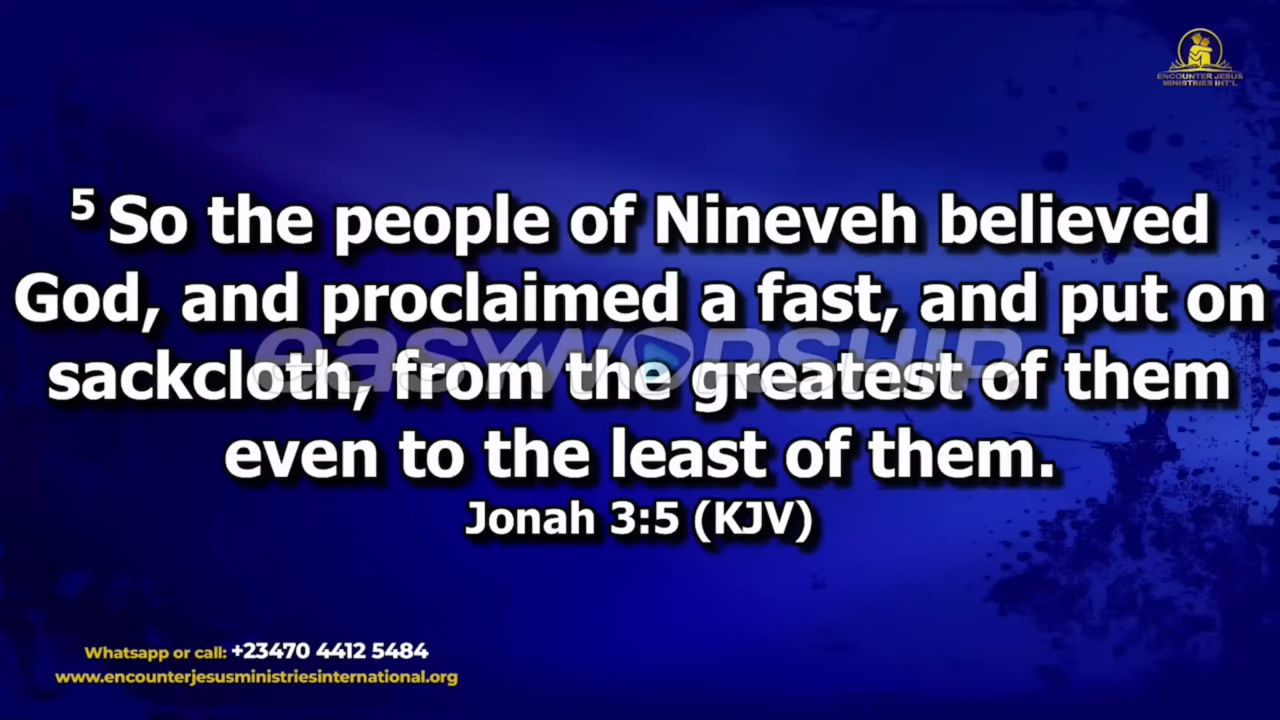 ENCOUNTER JESUS
MINISTRIES INT'L
5 So the people of Nineveh believed
God, and proclaimed a fast, and put on
sackcloth, from the greatest of them
even to the least of them.
easyworship
Jonah 3:5 (KJV)
Whatsapp or call: +23470 4412 5484
www.encounterjesusministriesinternational.org